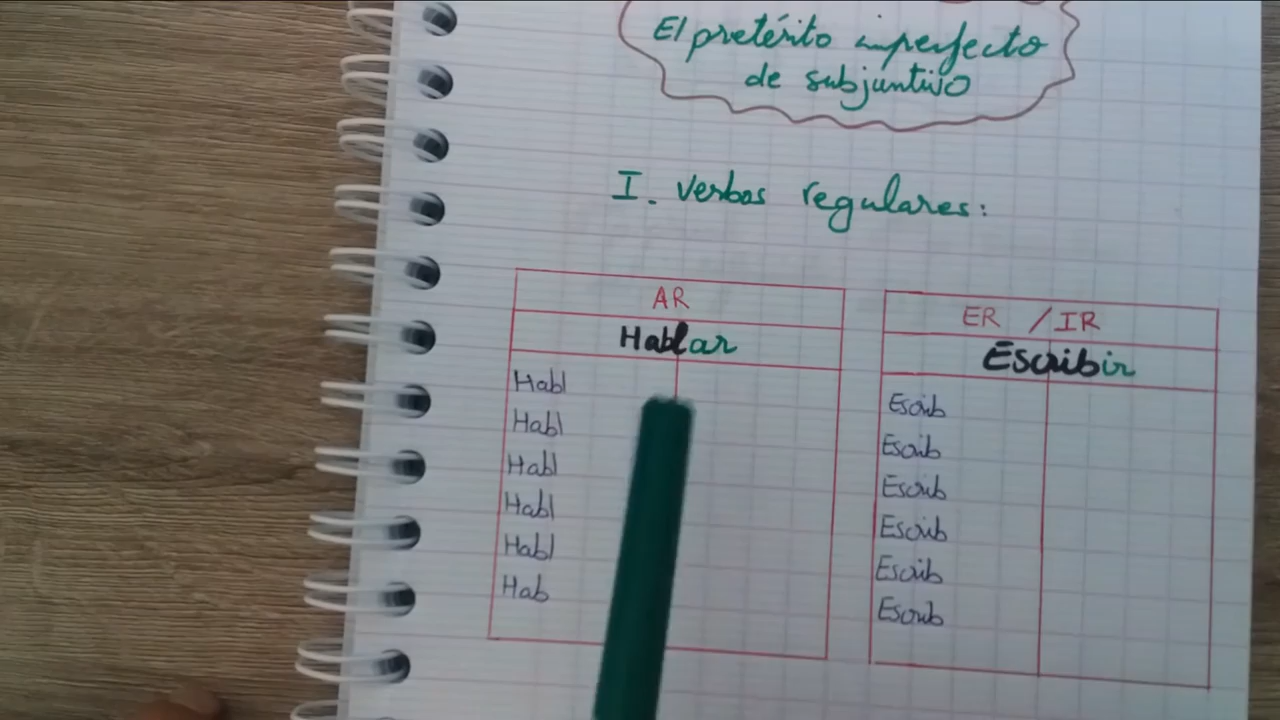 El pretérito imperfecto
de subjuntivo
I. Verbos regulares:
AR
Hablar
Habl
Habl
Habl
Habl
Habl
Hab
ER / IR
Escribir
Escrib
Escrib
Escrib
Escrib
Escrib
Escrib